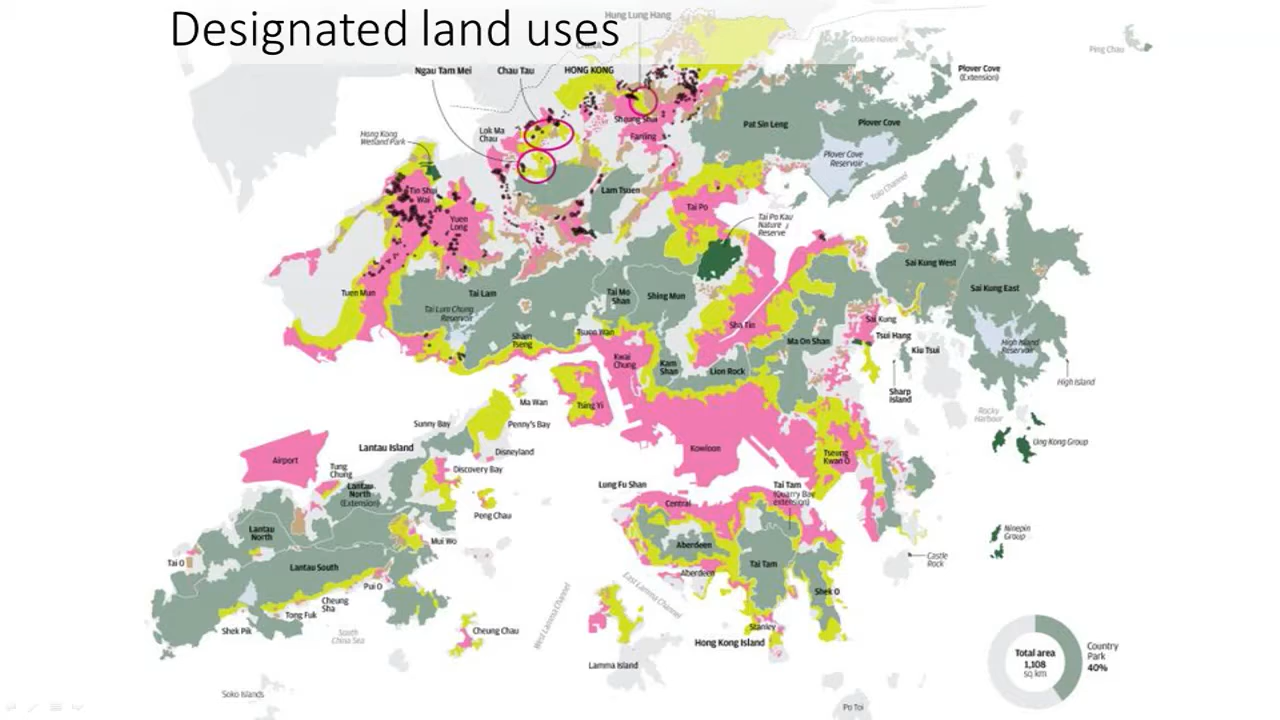 Designated land uses
Hung Lung Hang
CHINA
Double Haven
Ping Chau
Ngau Tam Mei
Chau Tau
HONG KONG
Plover Cove
(Extension)
Hong Kong
Wetland Park
Lok Ma
Chau
Sheung Shui
Fanling
Pat Sin Leng
Plover Cove
Plover Cove
Reservoir
Tolo Channel
Tin Shui
Wai
Yuen
Long
Lam Tsuen
Tai Po
Tai Po Kau
Nature
Reserve
Sai Kung West
Sai Kung East
Tuen Mun
Tai Lam
Tai Lam Chung
Reservoir
Tai Mo
Shan
Shing Mun
Sham
Tseng
Tsuen Wan
Sha Tin
Ma On Shan
Sai Kung
Tsui Hang
Kiu Tsui
High Island
Reservoir
High Island
Kwai
Chung
Kam
Shan
Lion Rock
Sharp
Island
Rocky
Harbour
Ung Kong Group
Ma Wan
Tsing Yi
Sunny Bay
Penny's Bay
Lantau Island
Disneyland
Kowloon
Tseung
Kwan O
Airport
Tung
Chung
Discovery Bay
Lantau
North
(Extension)
Lung Fu Shan
Tai Tam
(Quarry Bay
extension)
Central
Peng Chau
Lantau
North
Mui Wo
Aberdeen
Aberdeen
Tai Tam
Ninepin
Group
Castle
Rock
Tai O
Lantau South
Pui O
Cheung
Sha
Tong Fuk
Shek Pik
South
China Sea
West Lamma Channel
East Lamma Channel
Shek O
Stanley
Hong Kong Island
Cheung Chau
Lamma Island
Soko Islands
Po Toi
Total area
1,108
sq km
Country
Park
40%